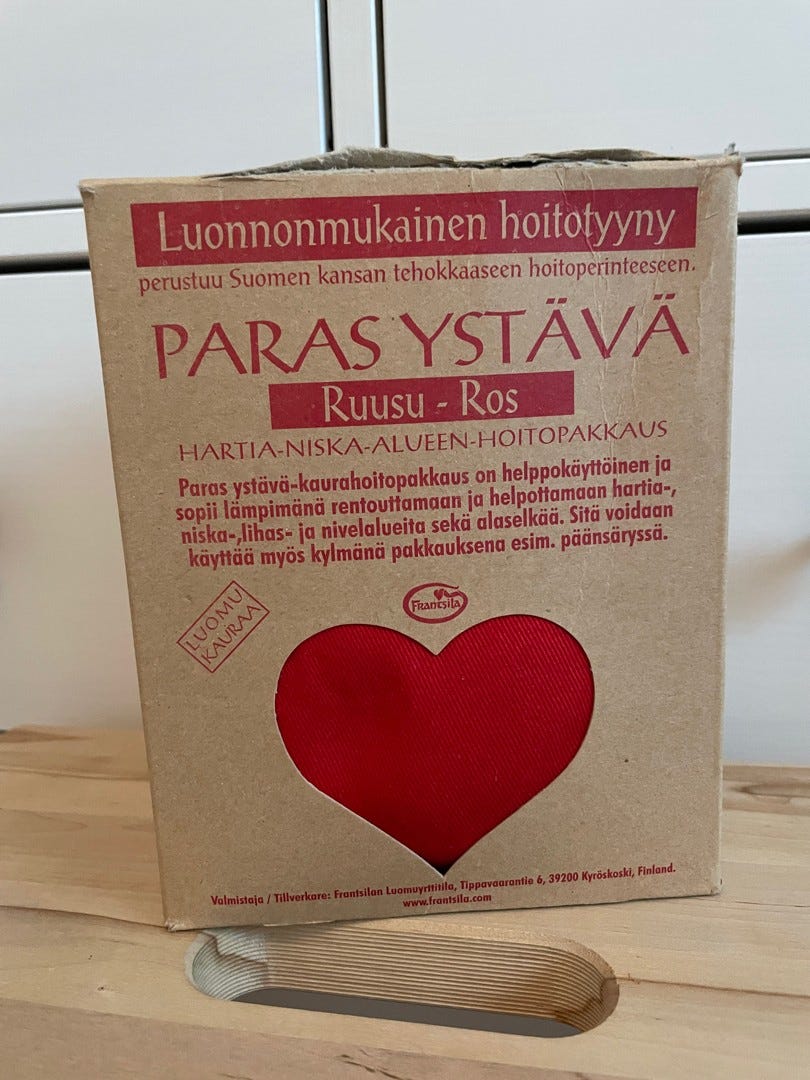 Luonnonmukainen hoitotyyny
perustuu Suomen kansan tehokkaaseen hoitoperinteeseen.
PARAS YSTÄVÄ
Ruusu - Ros
HARTIA-NISKA-ALUEEN-HOITOPAKKAUS
Paras ystävä-kaurahoitopakkaus on helppokäyttöinen ja
sopii lämpimänä rentouttamaan ja helpottamaan hartia-,
niska-,lihas- ja nivelalueita sekä alaselkää. Sitä voidaan
käyttää myös kylmänä pakkauksena esim. päänsäryssä.
LUOMU
KAURAA
FRANTSILA
Valmistaja / Tillverkare: Frantsilan Luomuyrttitila, Tippavaarantie 6, 39200 Kyröskoski, Finland.
www.frantsila.com